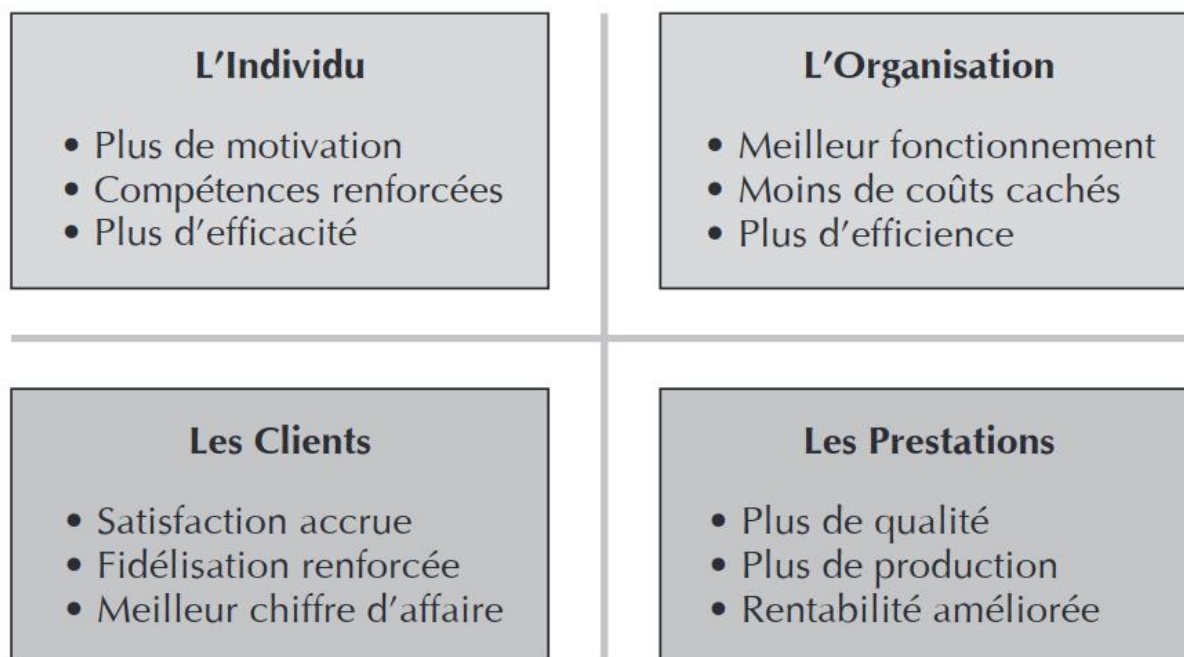 L'Individu
• Plus de motivation
• Compétences renforcées
• Plus d'efficacité
L'Organisation
• Meilleur fonctionnement
• Moins de coûts cachés
• Plus d'efficience
Les Clients
• Satisfaction accrue
• Fidélisation renforcée
• Meilleur chiffre d'affaire
Les Prestations
• Plus de qualité
• Plus de production
• Rentabilité améliorée